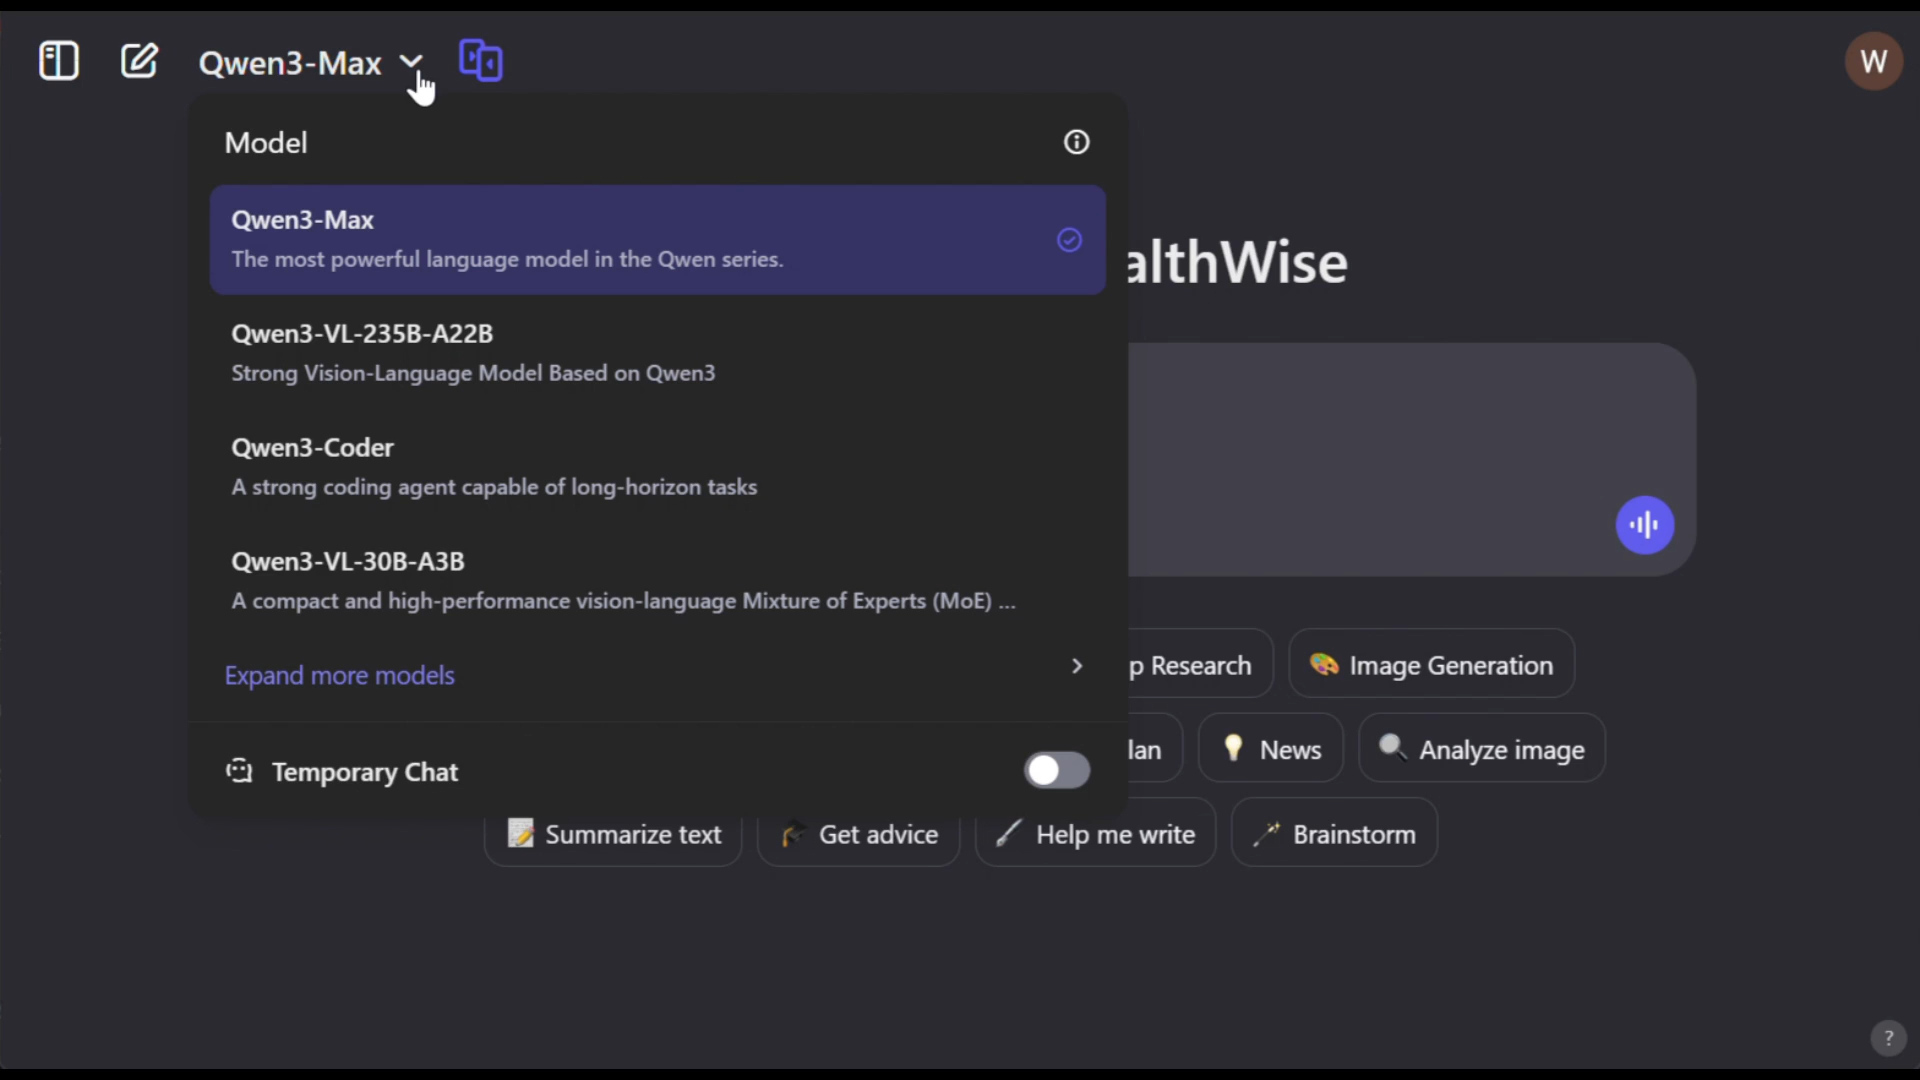 Qwen3-Max
W
Model
Qwen3-Max
The most powerful language model in the Qwen series.
althWise
Qwen3-VL-235B-A22B
Strong Vision-Language Model Based on Qwen3
Qwen3-Coder
A strong coding agent capable of long-horizon tasks
Qwen3-VL-30B-A3B
A compact and high-performance vision-language Mixture of Experts (MoE) ...
Expand more models
p Research
Image Generation
lan
News
Analyze image
Temporary Chat
Summarize text
Get advice
Help me write
Brainstorm
?